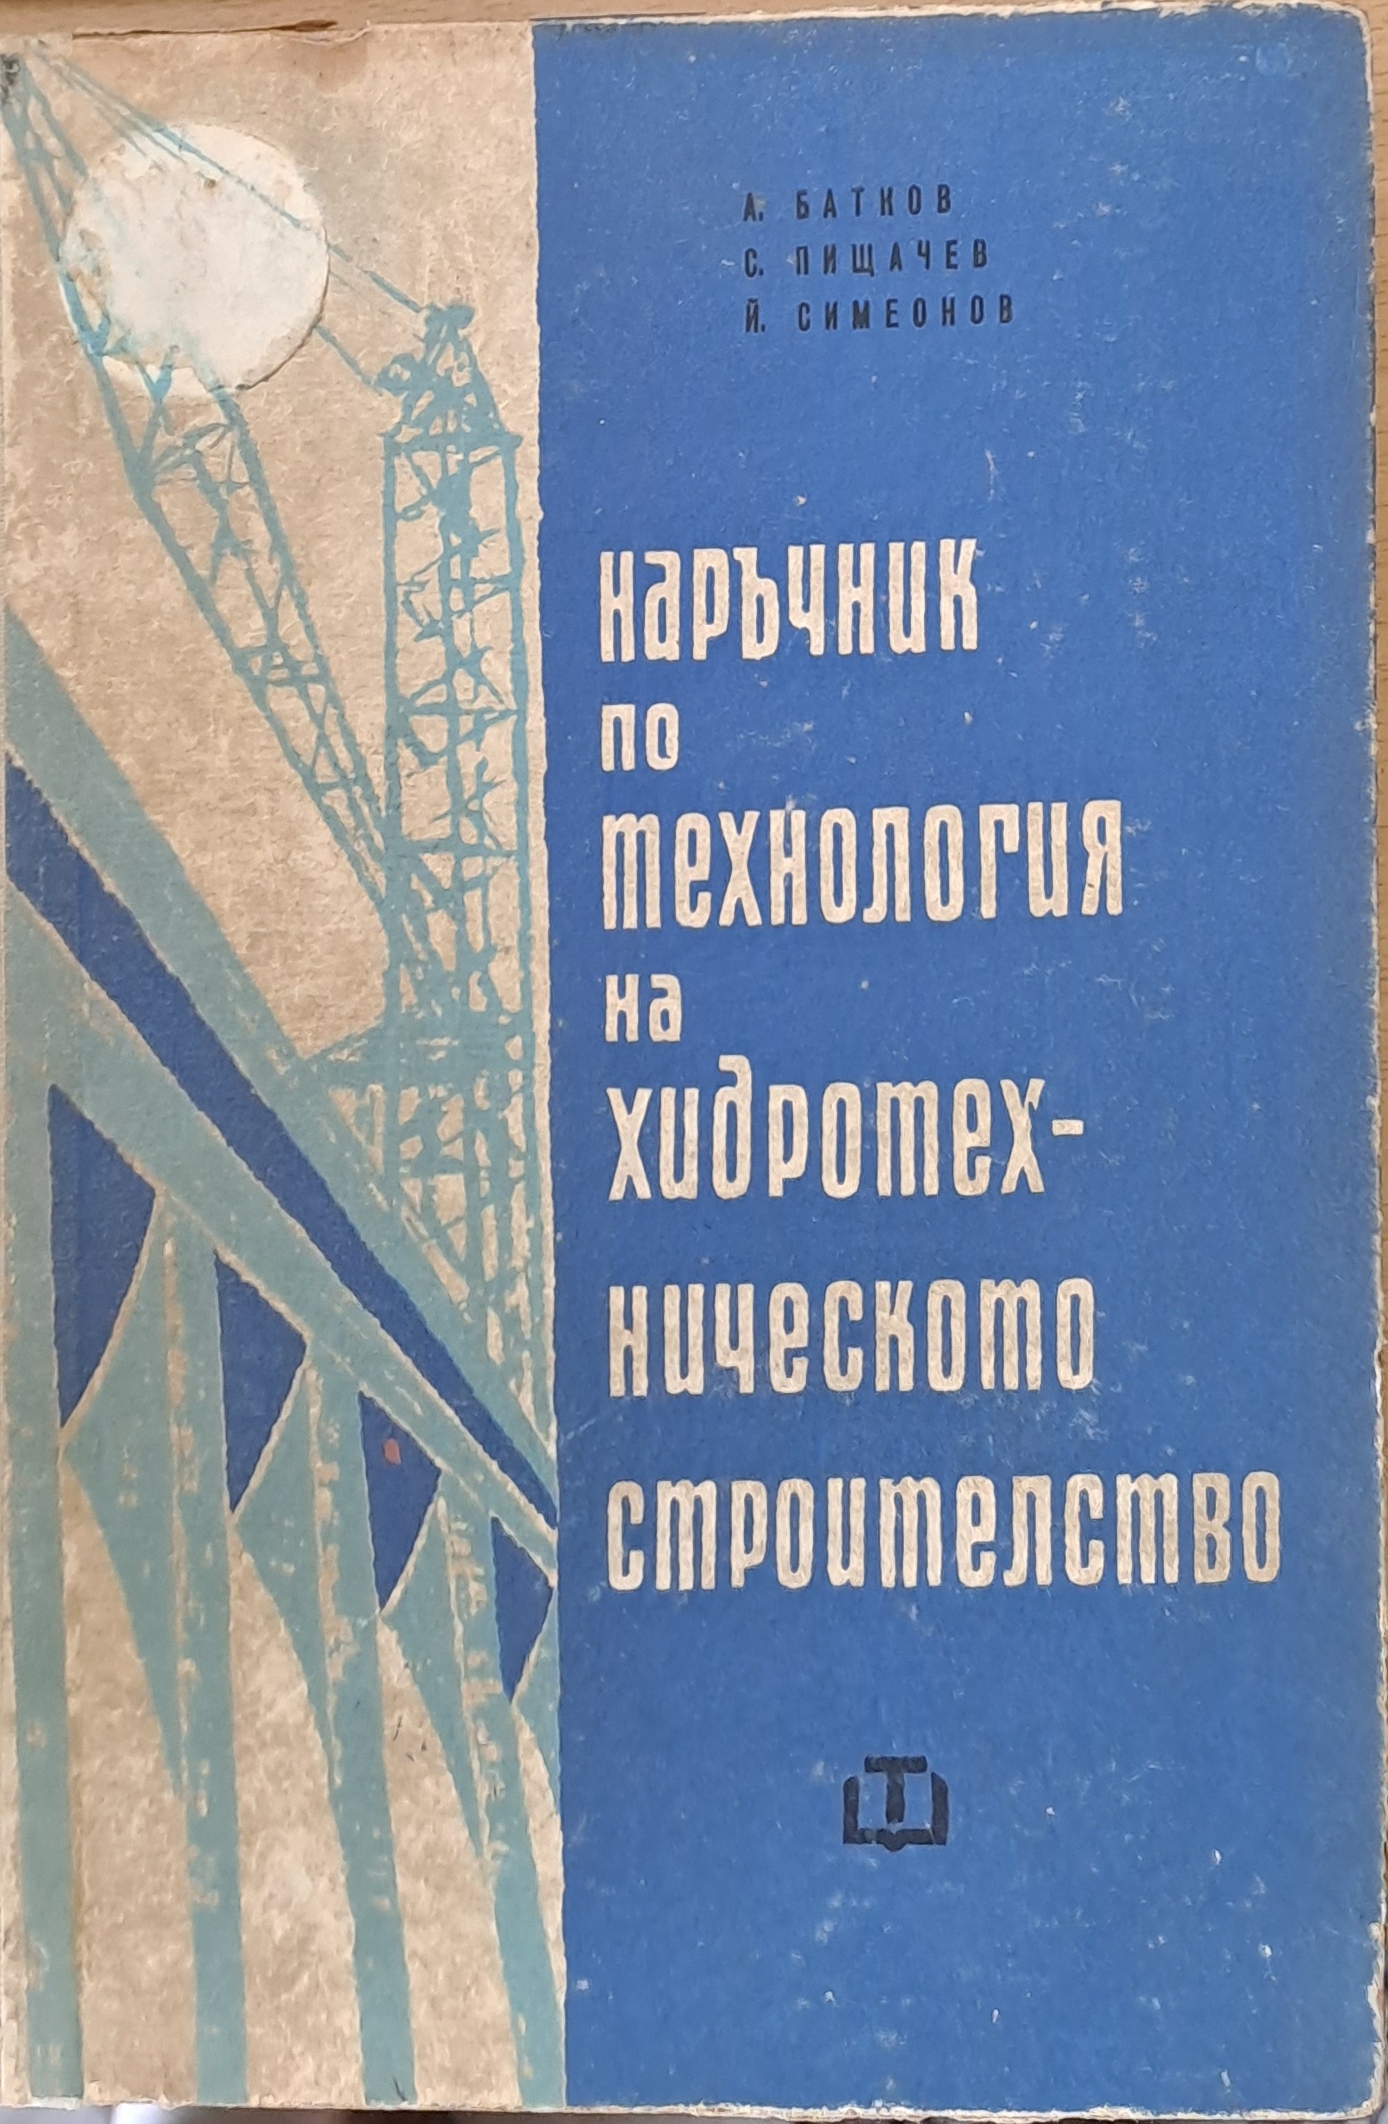 А. БАТКОВ
С. ПИЩАЧЕВ
Й. СИМЕОНОВ
наръчник
по
технология
на
хидротех-
ническото
строителство
Т